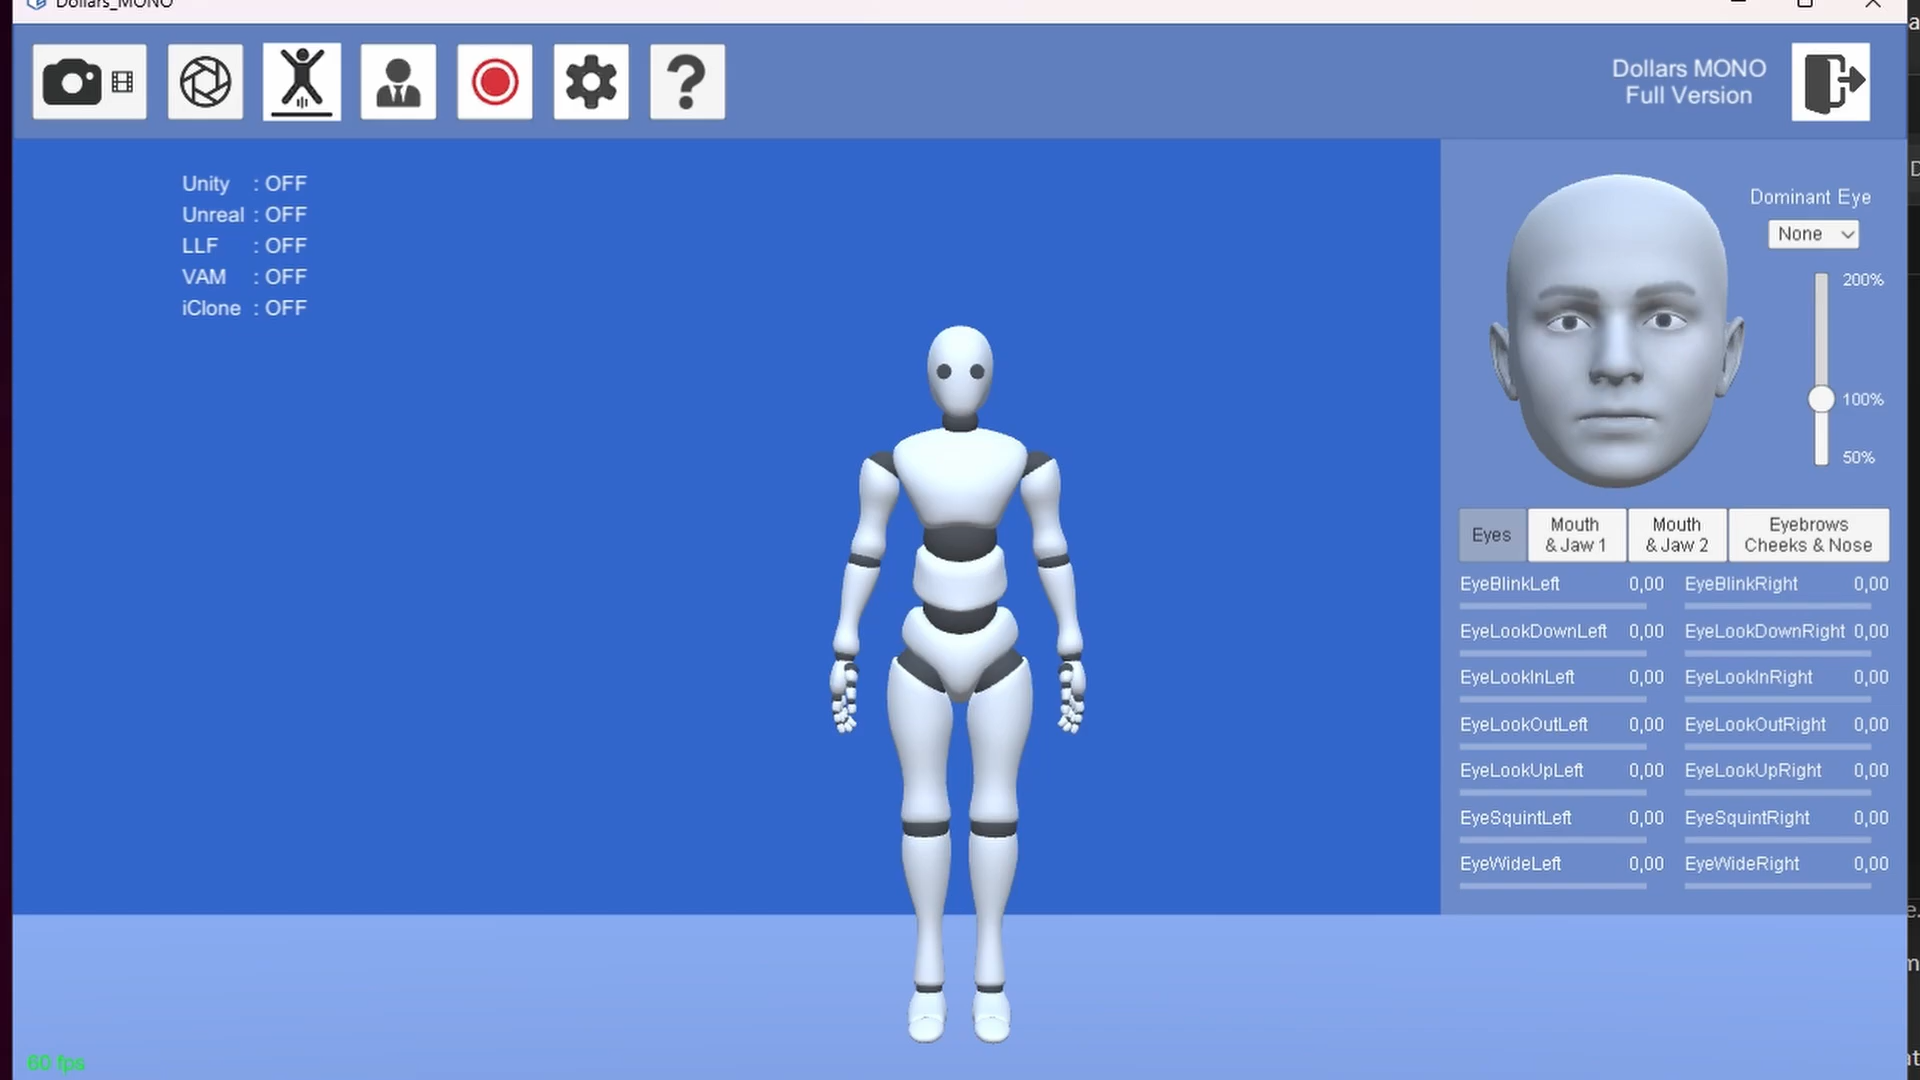 Dollars_MONO
Dollars MONO
Full Version
Unity : OFF
Unreal : OFF
LLF : OFF
VAM : OFF
iClone : OFF
Dominant Eye
None
200%
100%
50%
Eyes
Mouth
& Jaw 1
Mouth
& Jaw 2
Eyebrows
Cheeks & Nose
EyeBlinkLeft 0,00 EyeBlinkRight 0,00
EyeLookDownLeft 0,00 EyeLookDownRight 0,00
EyeLookInLeft 0,00 EyeLookInRight 0,00
EyeLookOutLeft 0,00 EyeLookOutRight 0,00
EyeLookUpLeft 0,00 EyeLookUpRight 0,00
EyeSquintLeft 0,00 EyeSquintRight 0,00
EyeWideLeft 0,00 EyeWideRight 0,00
60 fps